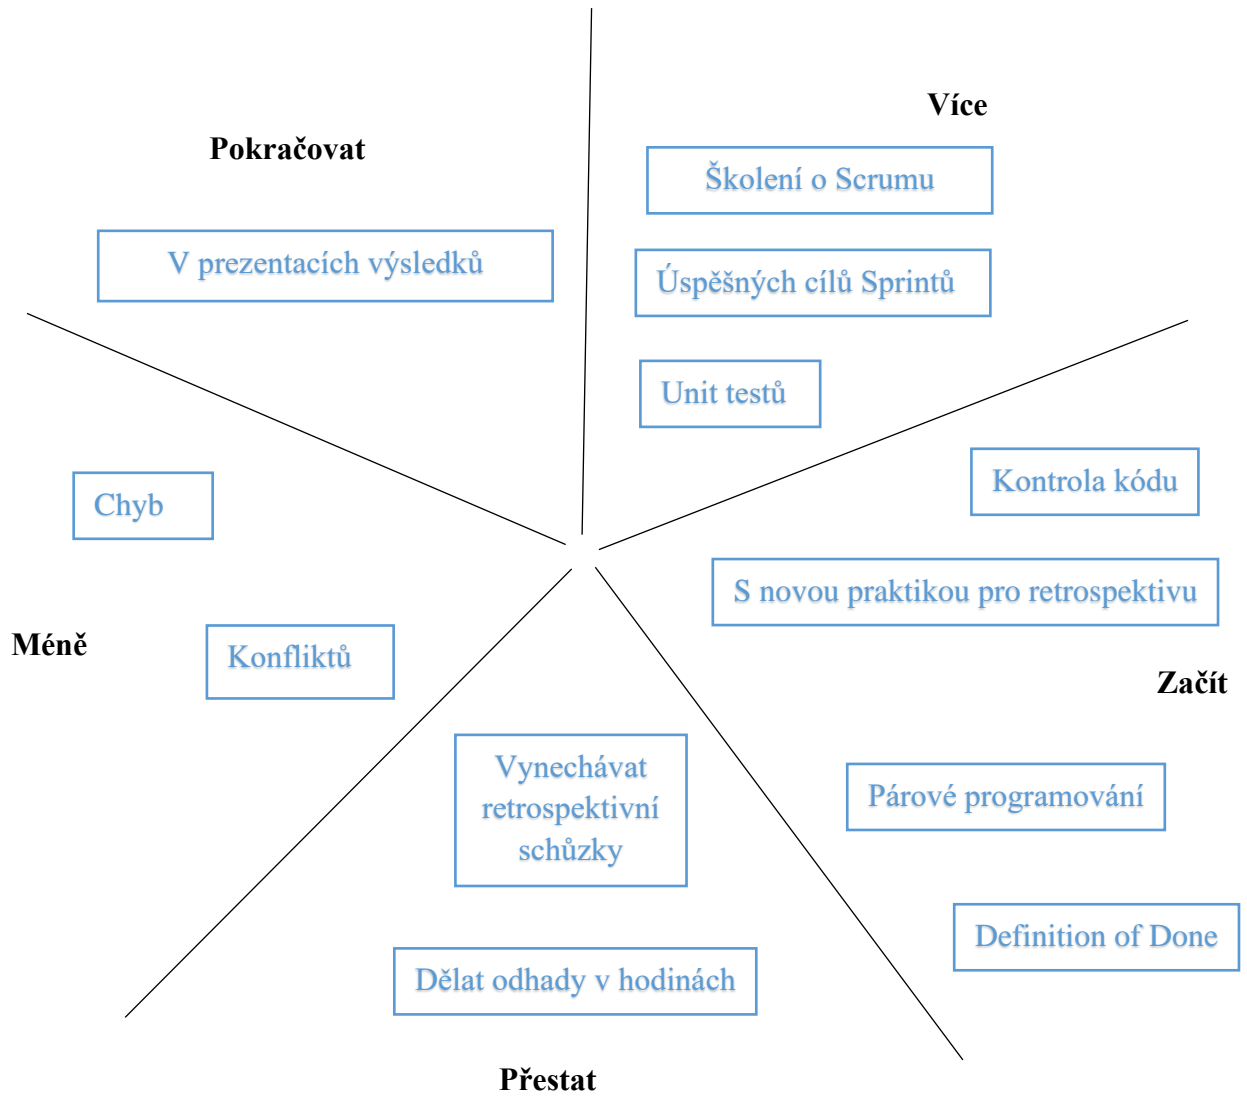 Pokračovat
V prezentacích výsledků
Více
Školení o Scrumu
Úspěšných cílů Sprintů
Unit testů
Kontrola kódu
S novou praktikou pro retrospektivu
Začít
Párové programování
Definition of Done
Chyb
Méně
Konfliktů
Vynechávat
retrospektivní
schůzky
Dělat odhady v hodinách
Přestat